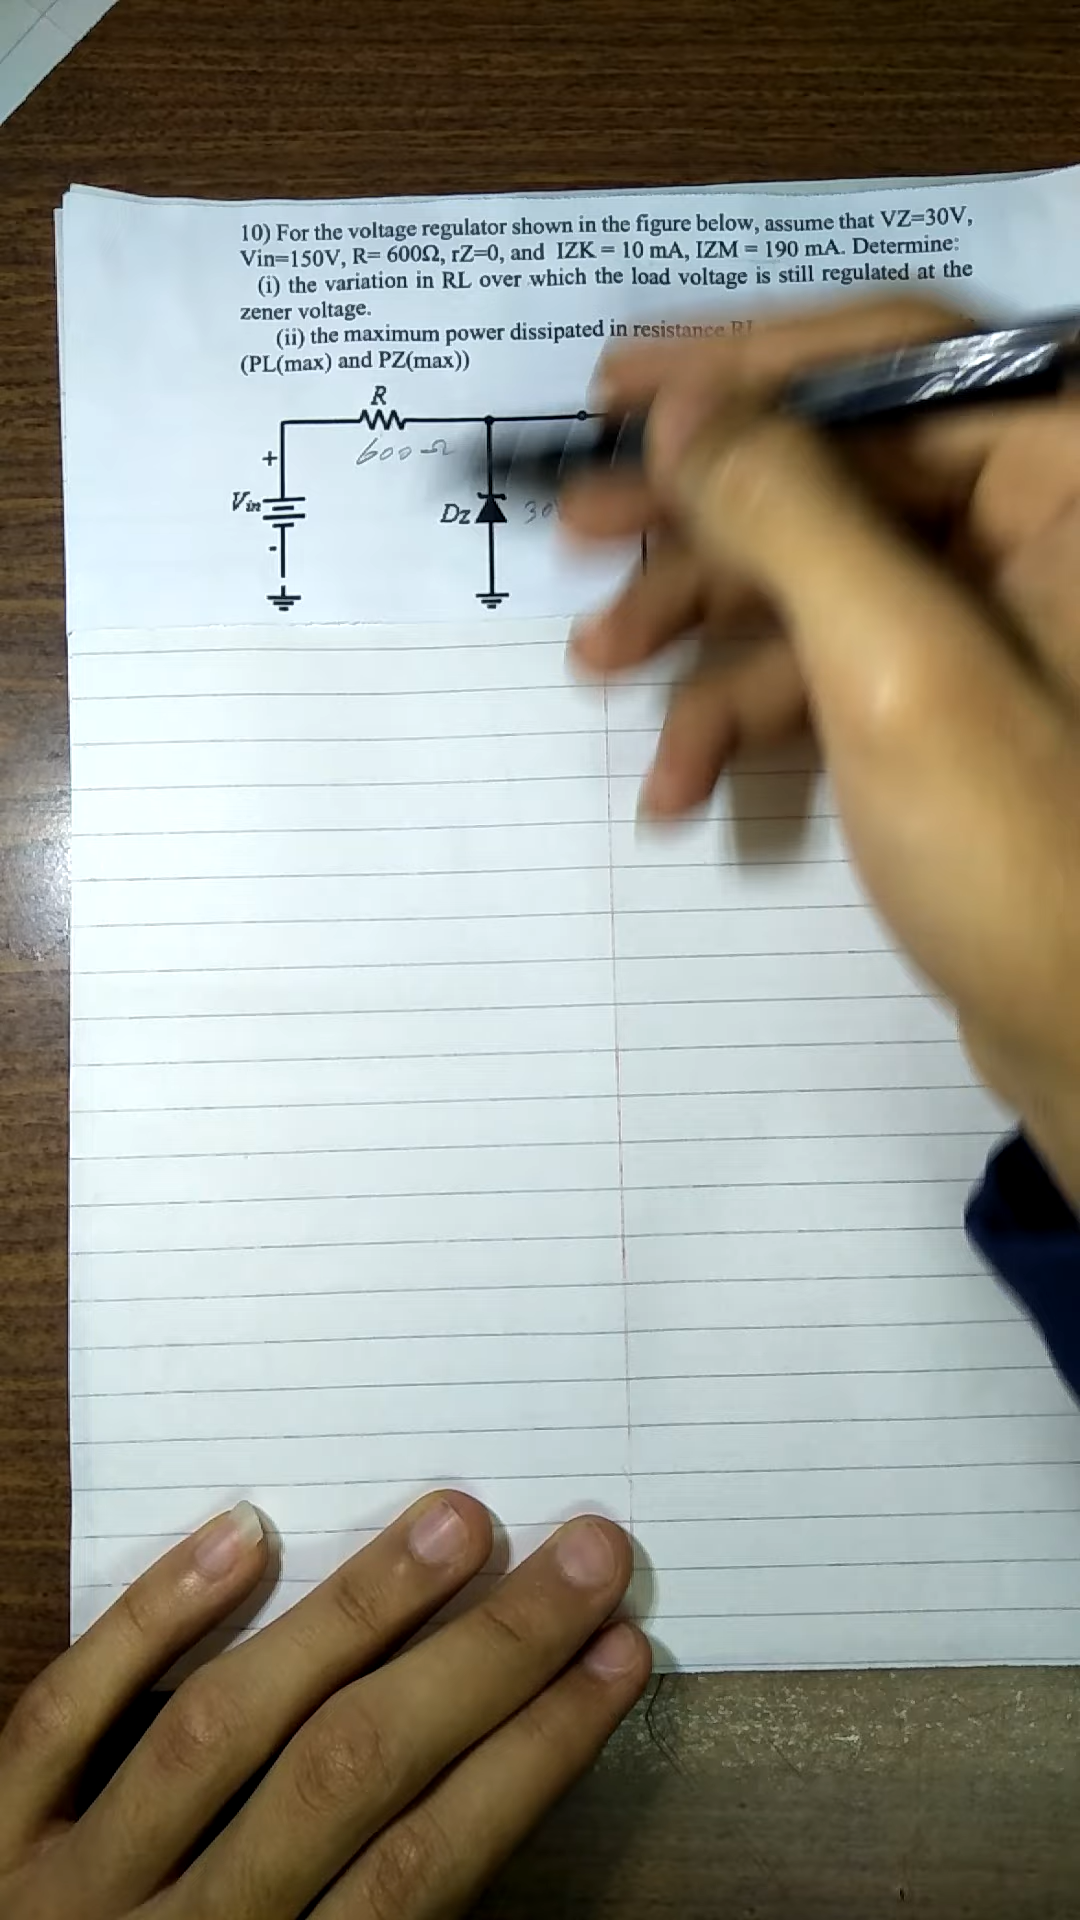 10) For the voltage regulator shown in the figure below, assume that VZ=30V,
Vin=150V, R= 600Ω, rZ=0, and IZK = 10 mA, IZM = 190 mA. Determine:
(i) the variation in RL over which the load voltage is still regulated at the
zener voltage.
(ii) the maximum power dissipated in resistance RL
(PL(max) and PZ(max))
R
600Ω
+
Vin
-
Dz
30